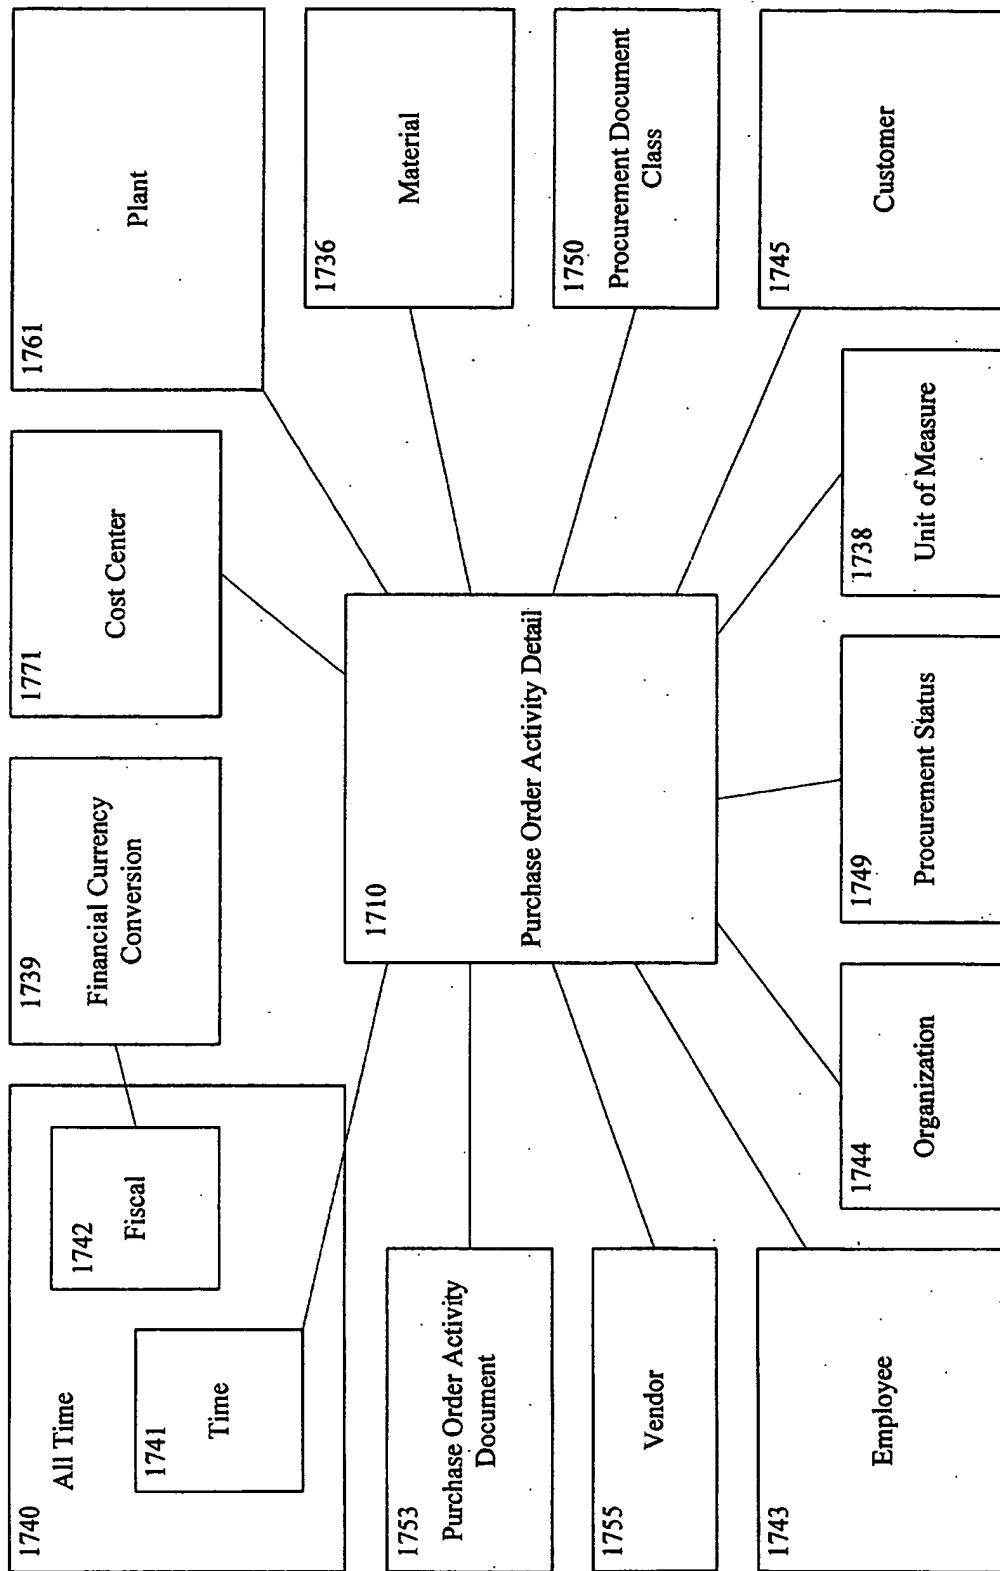 1740
All Time
1741
Time
1742
Fiscal
1739
Financial Currency
Conversion
1771
Cost Center
1761
Plant
1753
Purchase Order Activity
Document
1710
Purchase Order Activity Detail
1736
Material
1755
Vendor
1750
Procurement Document
Class
1743
Employee
1744
Organization
1749
Procurement Status
1738
Unit of Measure
1745
Customer